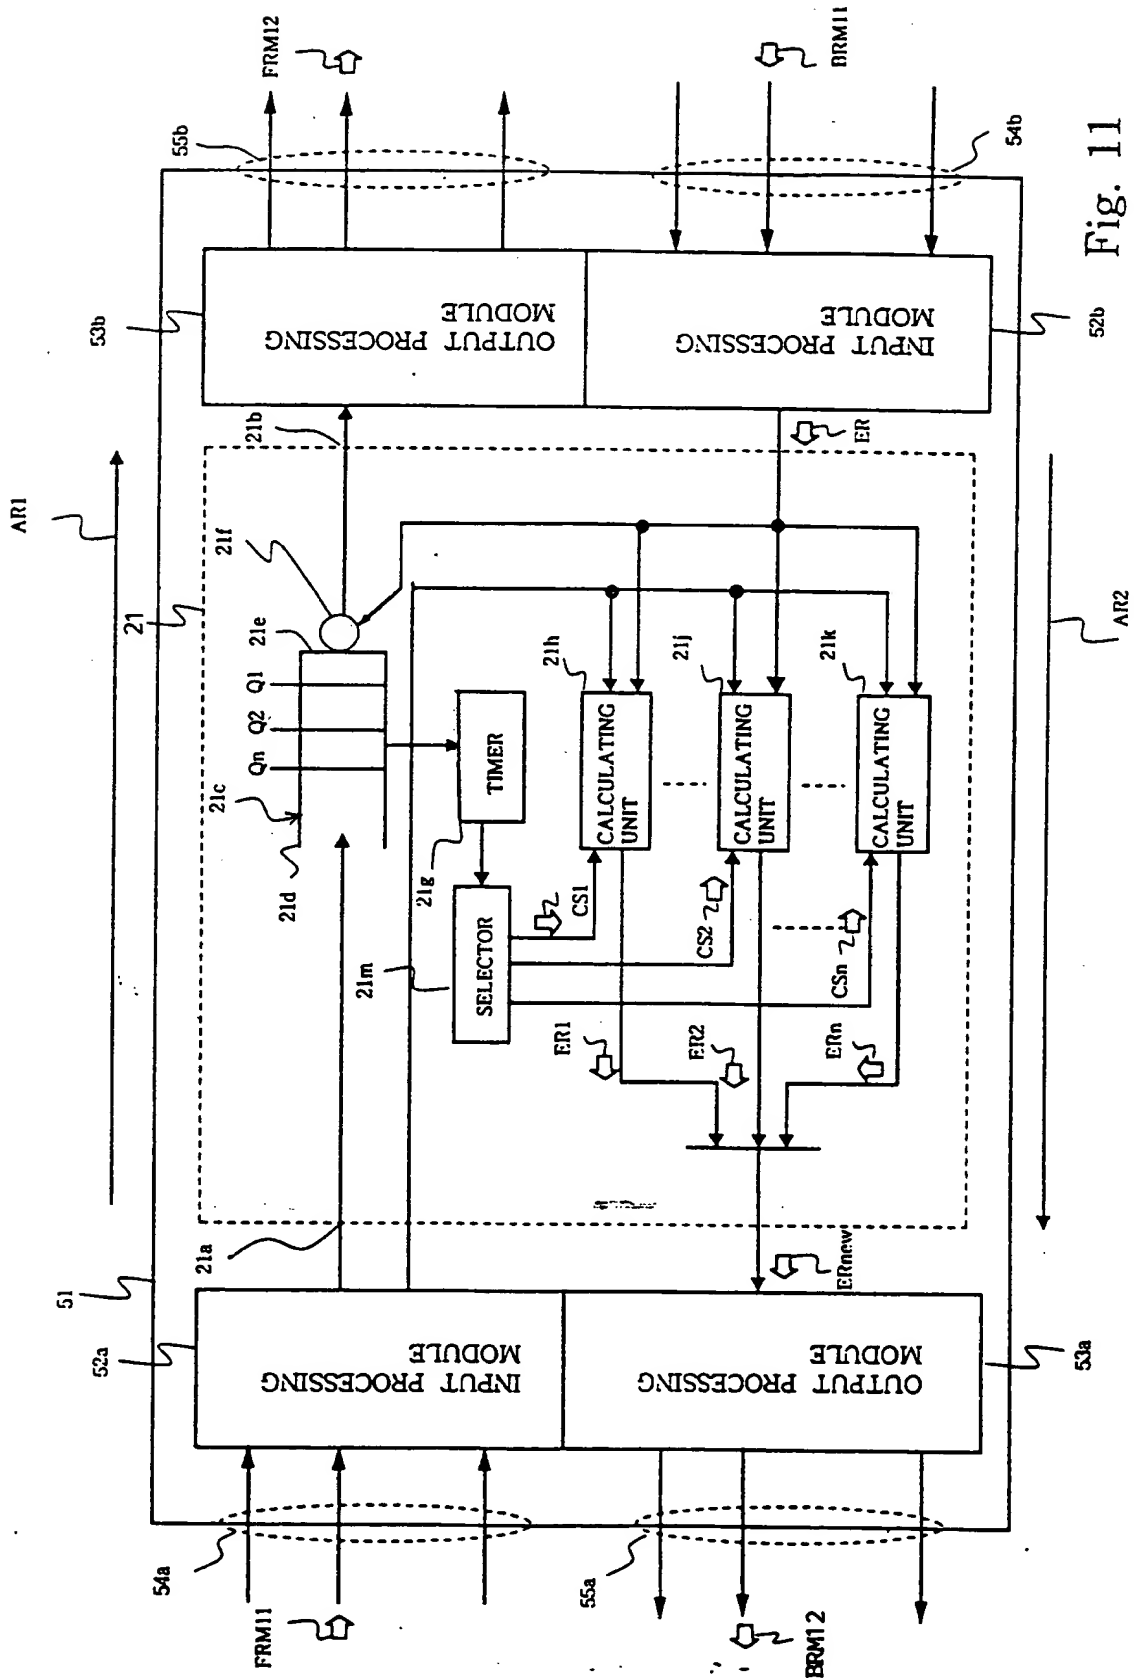 AR1
51
52a
INPUT PROCESSING
MODULE
54a
FRM11
21a
21
21d
21c
Qn
Q2
Q1
21e
21f
21b
53b
OUTPUT PROCESSING
MODULE
55b
FRM12
21g
TIMER
21m
SELECTOR
CS1
CS2
CSn
21h
CALCULATING
UNIT
21j
CALCULATING
UNIT
21k
CALCULATING
UNIT
ER1
ER2
ERn
ERnew
53a
OUTPUT PROCESSING
MODULE
55a
BRM12
ER
52b
INPUT PROCESSING
MODULE
54b
BRM11
AR2
Fig. 11